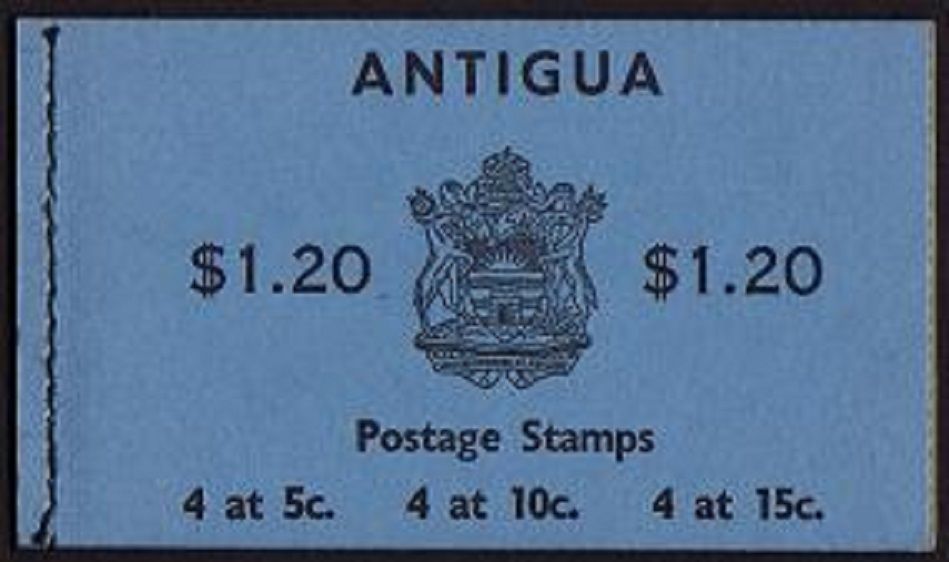 ANTIGUA
$1.20 $1.20
Postage Stamps
4 at 5c. 4 at 10c. 4 at 15c.